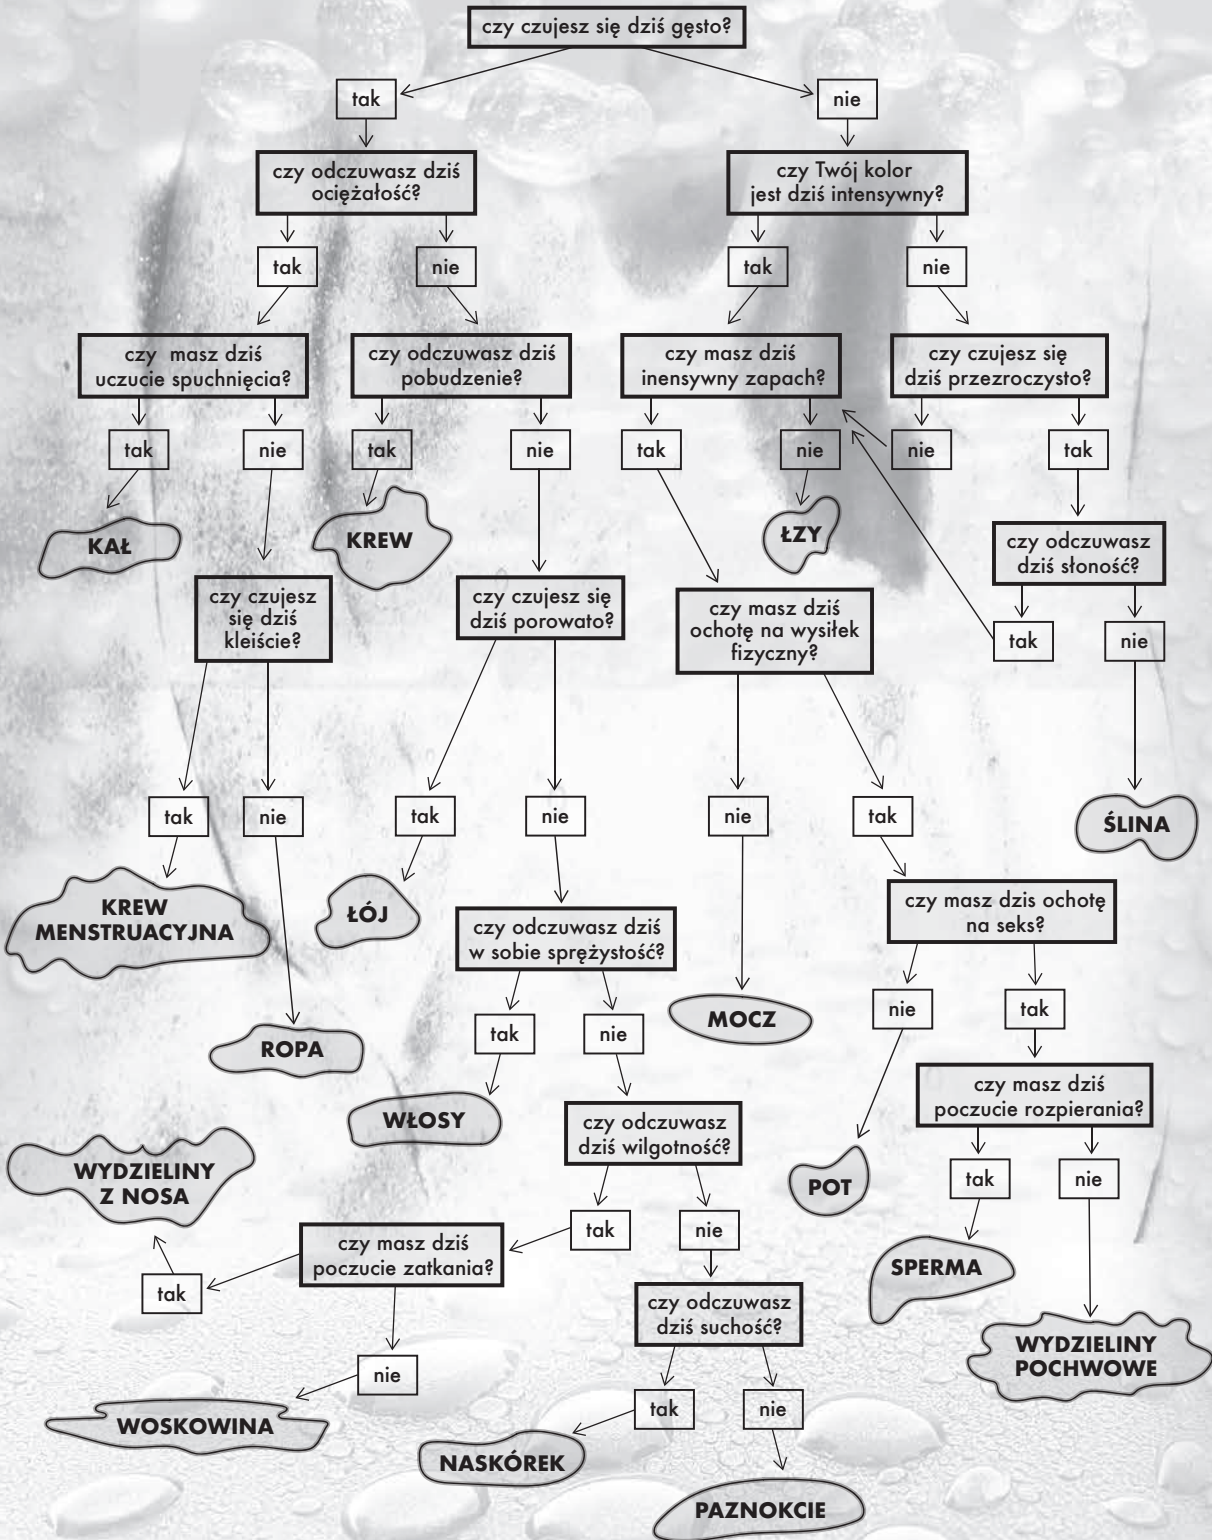 czy czujesz się dziś gęsto?
tak
nie
czy odczuwasz dziś
ociężałość?
czy Twój kolor
jest dziś intensywny?
tak
nie
tak
nie
czy masz dziś
uczucie spuchnięcia?
czy odczuwasz dziś
pobudzenie?
czy masz dziś
inensywny zapach?
czy czujesz się
dziś przezroczysto?
tak
nie
tak
nie
tak
nie
nie
tak
KAŁ
KREW
ŁZY
czy odczuwasz
dziś słoność?
czy czujesz
się dziś
kleiście?
czy czujesz się
dziś porowato?
czy masz dziś
ochotę na wysiłek
fizyczny?
tak
nie
tak
nie
tak
nie
nie
tak
ŚLINA
KREW
MENSTRUACYJNA
ŁÓJ
czy odczuwasz dziś
w sobie sprężystość?
czy masz dzis ochotę
na seks?
nie
tak
MOCZ
tak
nie
ROPA
czy masz dziś
poczucie rozpierania?
WŁOSY
czy odczuwasz
dziś wilgotność?
WYDZIELINY
Z NOSA
POT
tak
nie
tak
nie
czy masz dziś
poczucie zatkania?
SPERMA
tak
czy odczuwasz
dziś suchość?
WYDZIELINY
POCHWOWE
nie
tak
nie
WOSKOWINA
NASKÓREK
PAZNOKCIE